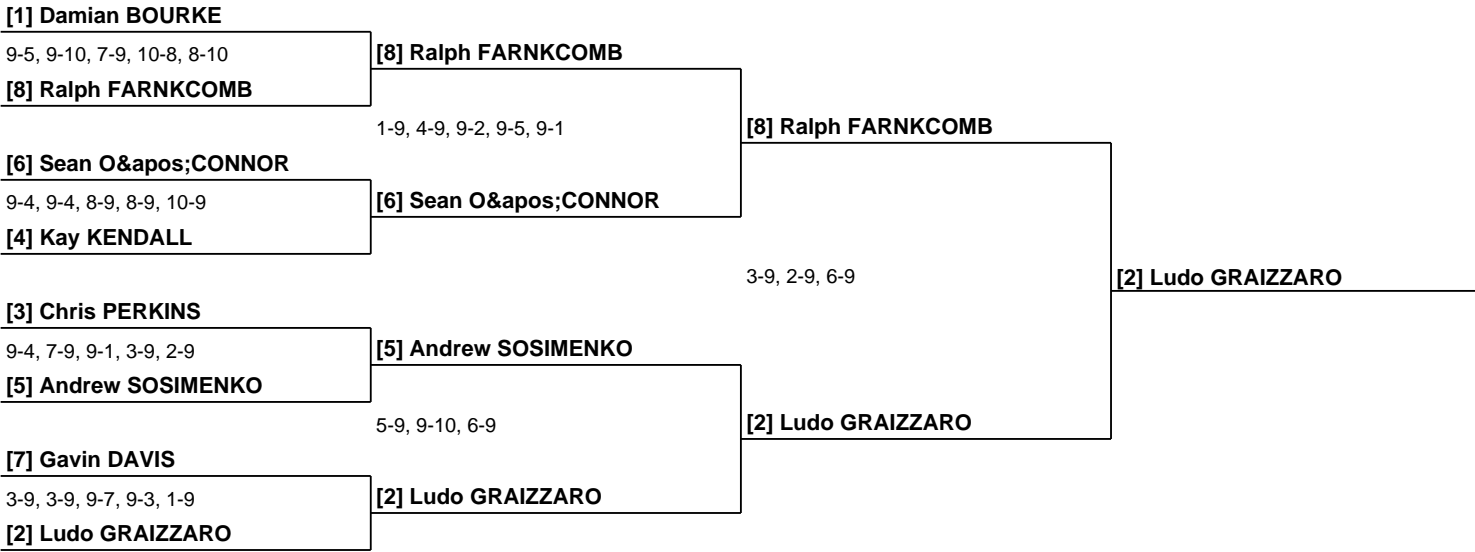 [1] Damian BOURKE
9-5, 9-10, 7-9, 10-8, 8-10
[8] Ralph FARNKCOMB
[8] Ralph FARNKCOMB
1-9, 4-9, 9-2, 9-5, 9-1
[8] Ralph FARNKCOMB
[6] Sean O&apos;CONNOR
9-4, 9-4, 8-9, 8-9, 10-9
[6] Sean O&apos;CONNOR
[4] Kay KENDALL
3-9, 2-9, 6-9
[2] Ludo GRAIZZARO
[3] Chris PERKINS
9-4, 7-9, 9-1, 3-9, 2-9
[5] Andrew SOSIMENKO
[5] Andrew SOSIMENKO
5-9, 9-10, 6-9
[2] Ludo GRAIZZARO
[7] Gavin DAVIS
3-9, 3-9, 9-7, 9-3, 1-9
[2] Ludo GRAIZZARO
[2] Ludo GRAIZZARO